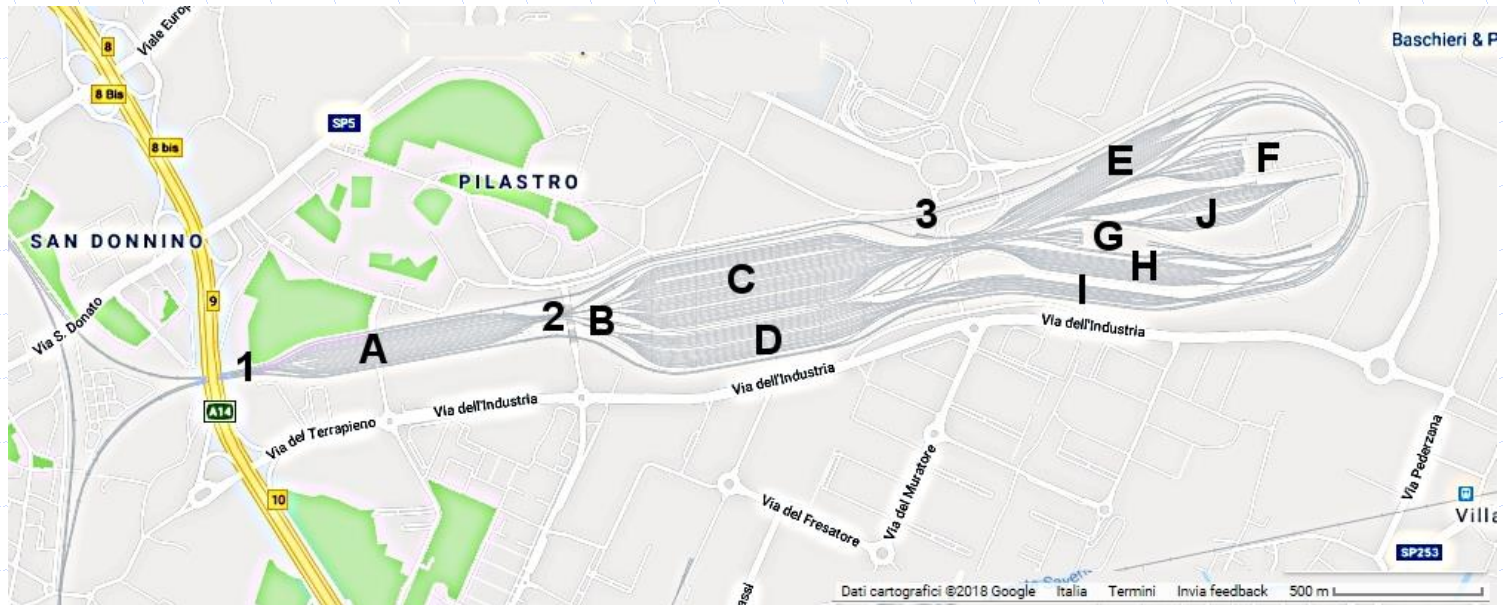 8
Viale Europ
Baschieri & P
8 Bis
SP5
8 bis
E
F
PILASTRO
3
J
SAN DONNINO
G
H
C
I
9
2
B
Via S. Donato
Via dell'Industria
D
A
1
Via dell'Industria
A14
Via dell'Industria
Via del Terrapieno
Via del Muratore
Via Pederzana
10
Via del Fresatore
Villa
SP253
assi
Dati cartografici ©2018 Google Italia Termini Invia feedback 500 m